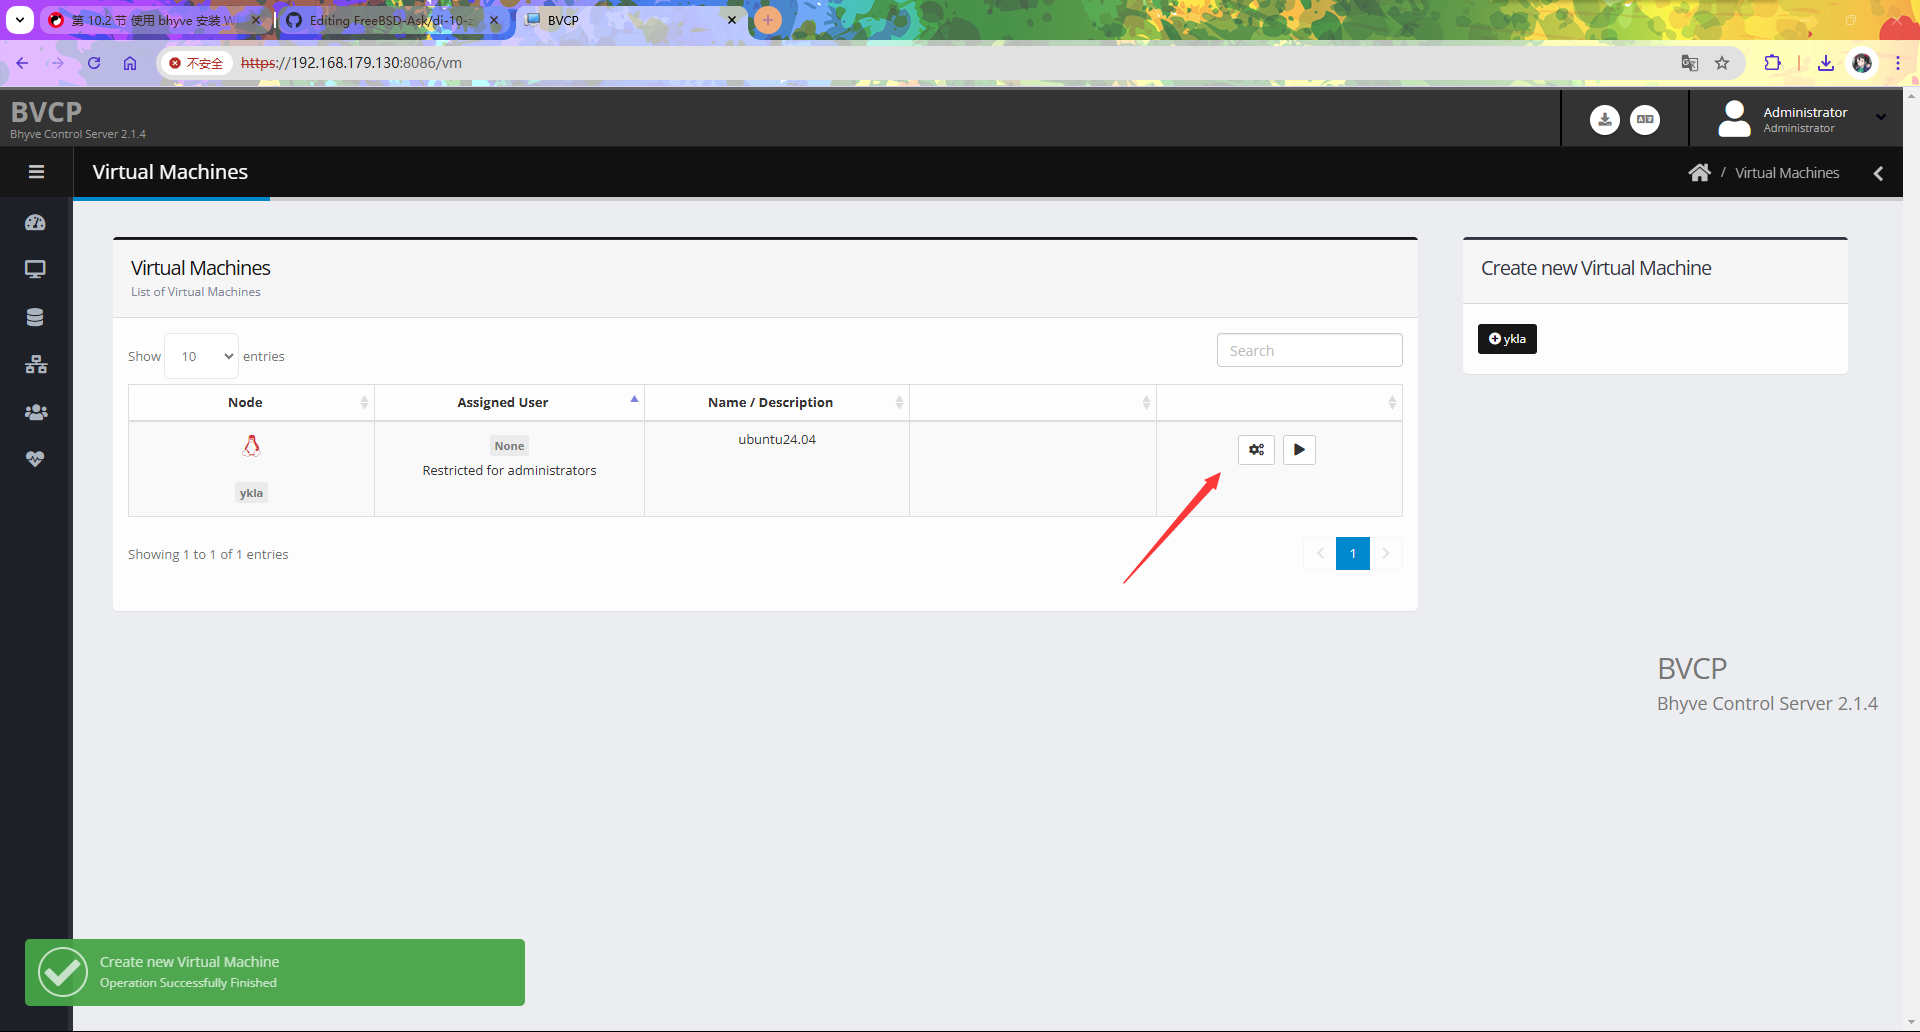 第 10.2 节 使用 bhyve 安装 W
Editing FreeBSD-Ask/di-10-z
BVCP
不安全
https://192.168.179.130:8086/vm
BVCP
Bhyve Control Server 2.1.4
Administrator
Administrator
Virtual Machines
/ Virtual Machines
Virtual Machines
List of Virtual Machines
Create new Virtual Machine
ykla
Show 10 entries
Search
Node Assigned User Name / Description
None ubuntu24.04
Restricted for administrators
ykla
Showing 1 to 1 of 1 entries
1
BVCP
Bhyve Control Server 2.1.4
Create new Virtual Machine
Operation Successfully Finished